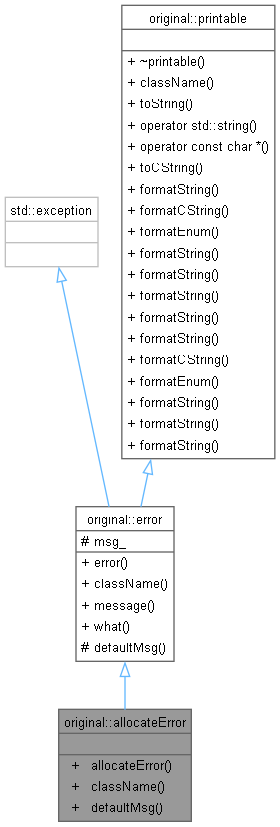 original::printable
+ ~printable()
+ className()
+ toString()
+ operator std::string()
+ operator const char *()
+ toCString()
+ formatString()
+ formatCString()
+ formatEnum()
+ formatString()
+ formatString()
+ formatString()
+ formatString()
+ formatString()
+ formatCString()
+ formatEnum()
+ formatString()
+ formatString()
+ formatString()
std::exception
original::error
# msg_
+ error()
+ className()
+ message()
+ what()
# defaultMsg()
original::allocateError
+ allocateError()
+ className()
+ defaultMsg()